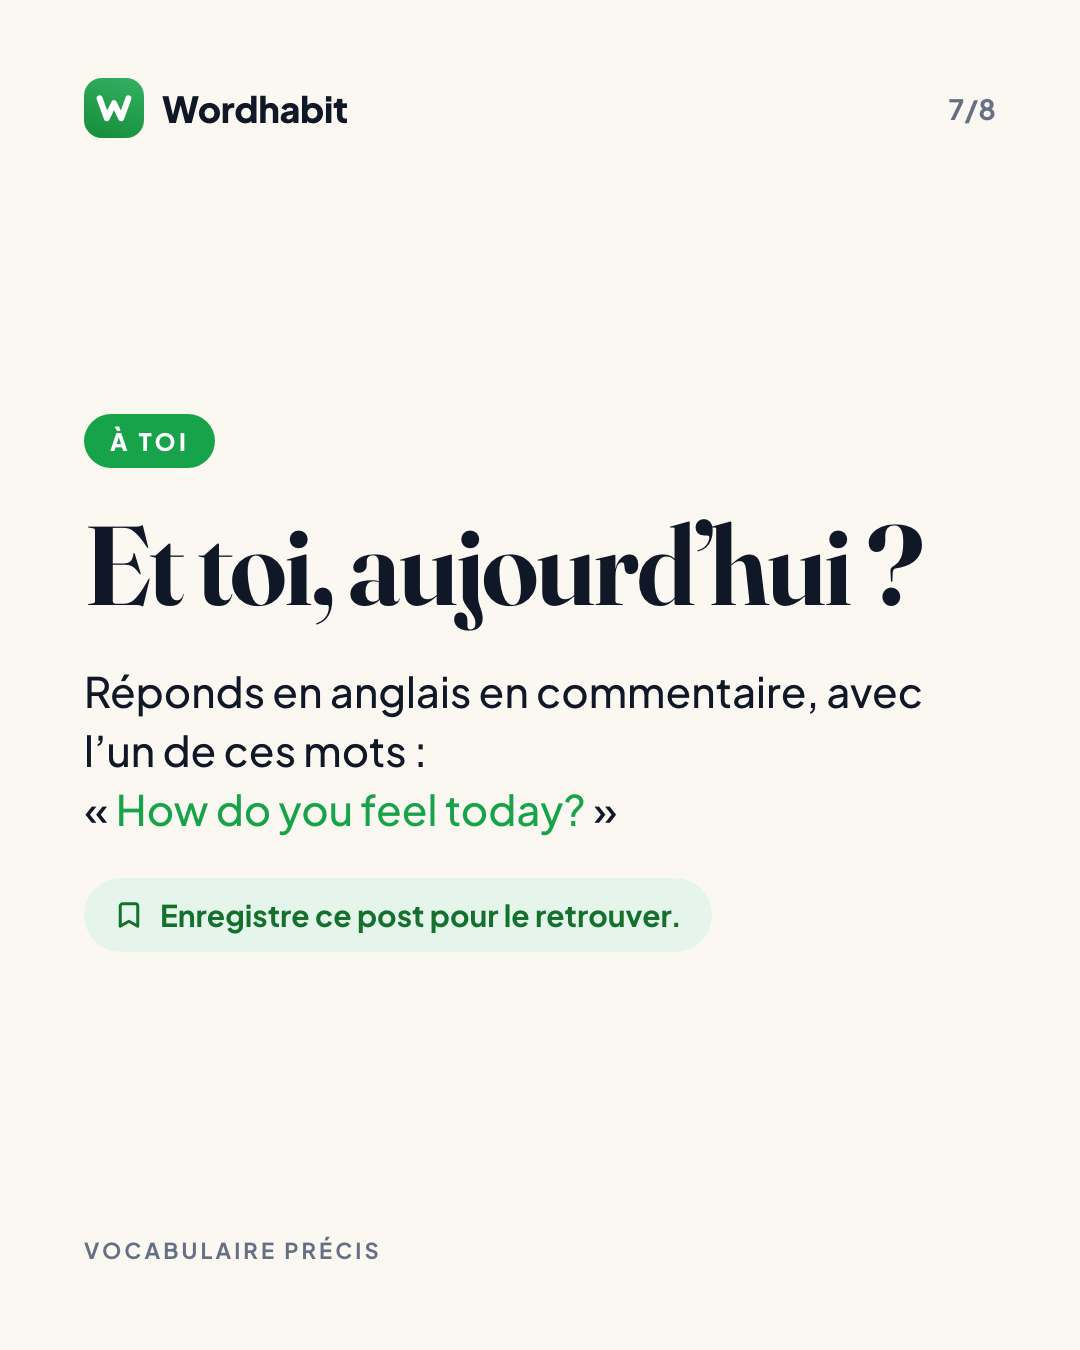 Wordhabit
7/8
À TOI
Et toi, aujourd’hui ?
Réponds en anglais en commentaire, avec
l’un de ces mots :
« How do you feel today? »
Enregistre ce post pour le retrouver.
VOCABULAIRE PRÉCIS